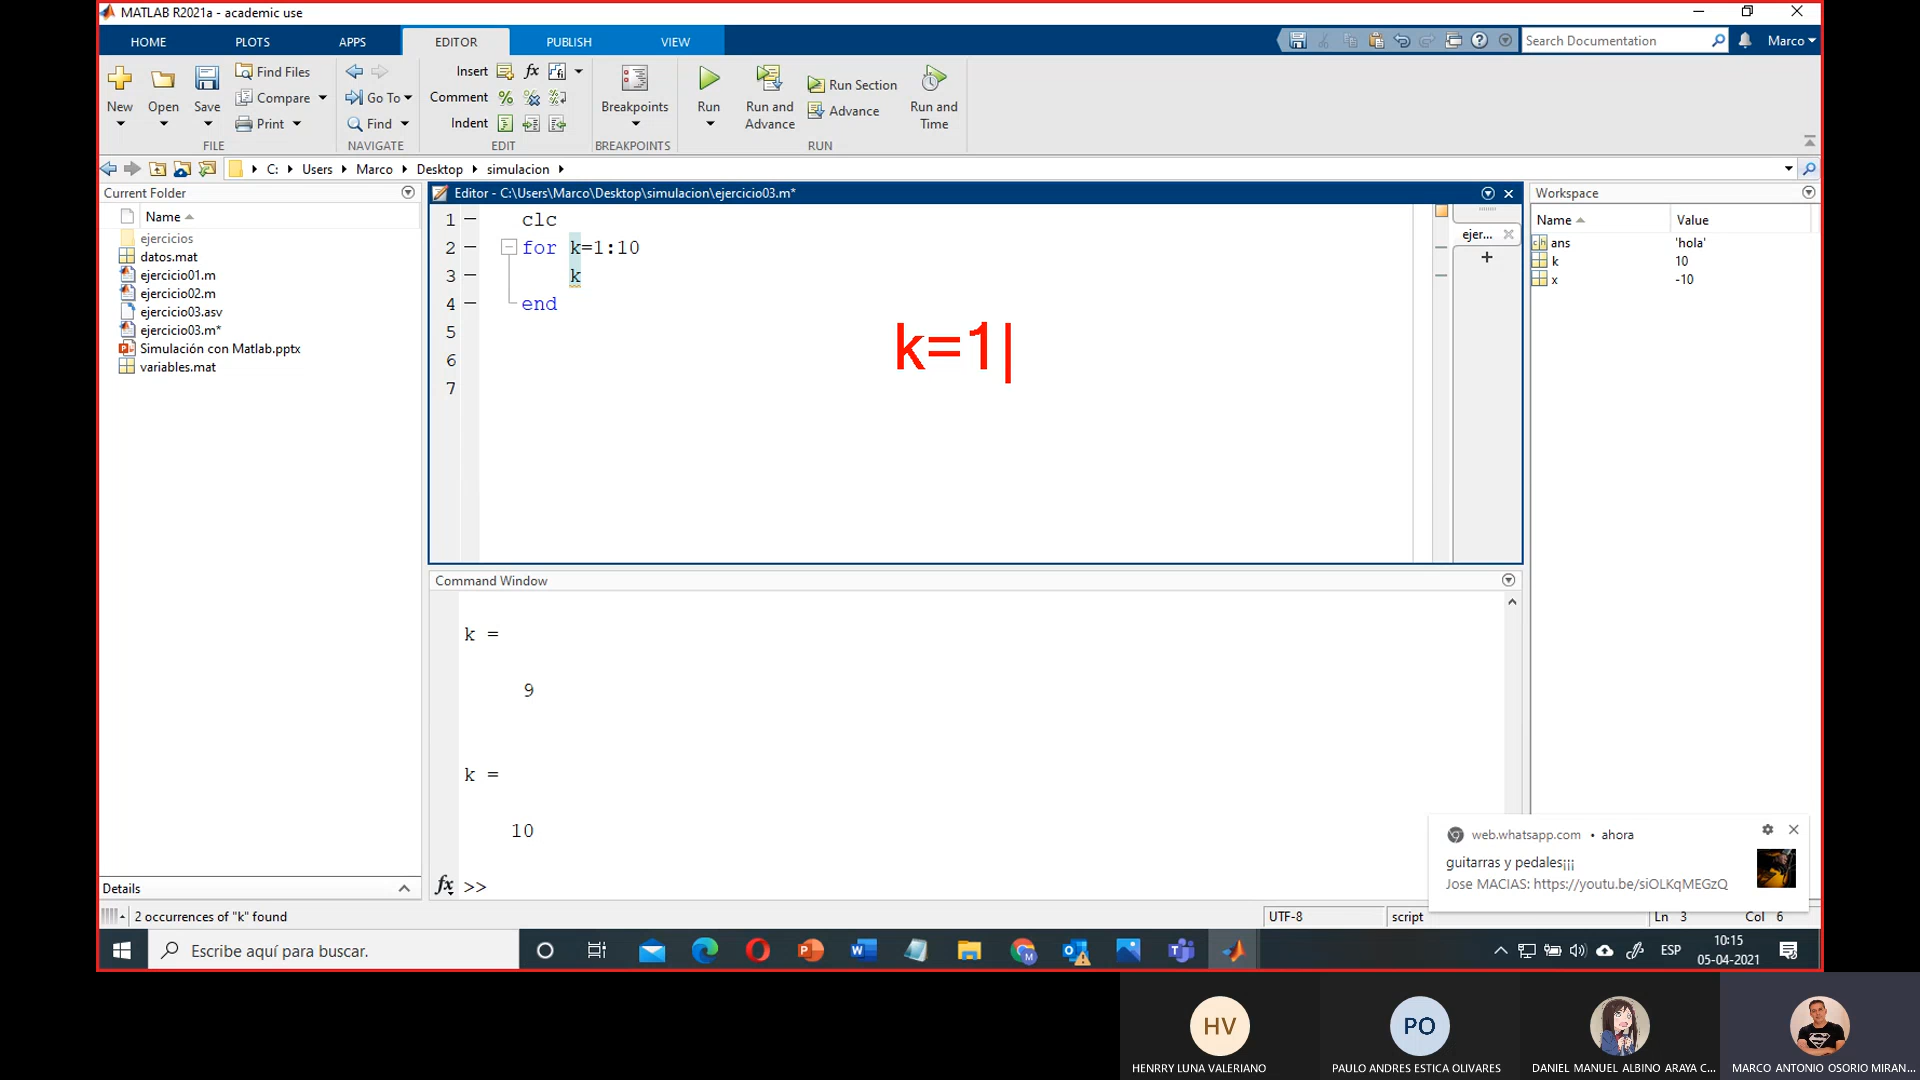 MATLAB R2021a - academic use
HOME PLOTS APPS EDITOR PUBLISH VIEW
Search Documentation
Marco
New
Open
Save
Find Files
Compare
Print
FILE
Go To
Find
NAVIGATE
Insert
fx
Comment
Indent
EDIT
Breakpoints
BREAKPOINTS
Run
Run and Advance
Run Section
Advance
Run and Time
RUN
C: Users Marco Desktop simulacion
Current Folder
Name
ejercicios
datos.mat
ejercicio01.m
ejercicio02.m
ejercicio03.asv
ejercicio03.m*
Simulación con Matlab.pptx
variables.mat
Details
Editor - C:\Users\Marco\Desktop\simulacion\ejercicio03.m*
ejer...
+
1 clc
2 for k=1:10
3 k
4 end
5
6
7
k=1|
Workspace
Name Value
ans 'hola'
k 10
x -10
Command Window
k =
9
k =
10
fx >>
web.whatsapp.com • ahora
guitarras y pedales¡¡¡
Jose MACIAS: https://youtu.be/siOLKqMEGzQ
2 occurrences of "k" found
UTF-8
script
Ln 3 Col 6
Escribe aquí para buscar.
ESP
10:15
05-04-2021
HV
HENRRY LUNA VALERIANO
PO
PAULO ANDRES ESTICA OLIVARES
DANIEL MANUEL ALBINO ARAYA C...
MARCO ANTONIO OSORIO MIRAN...